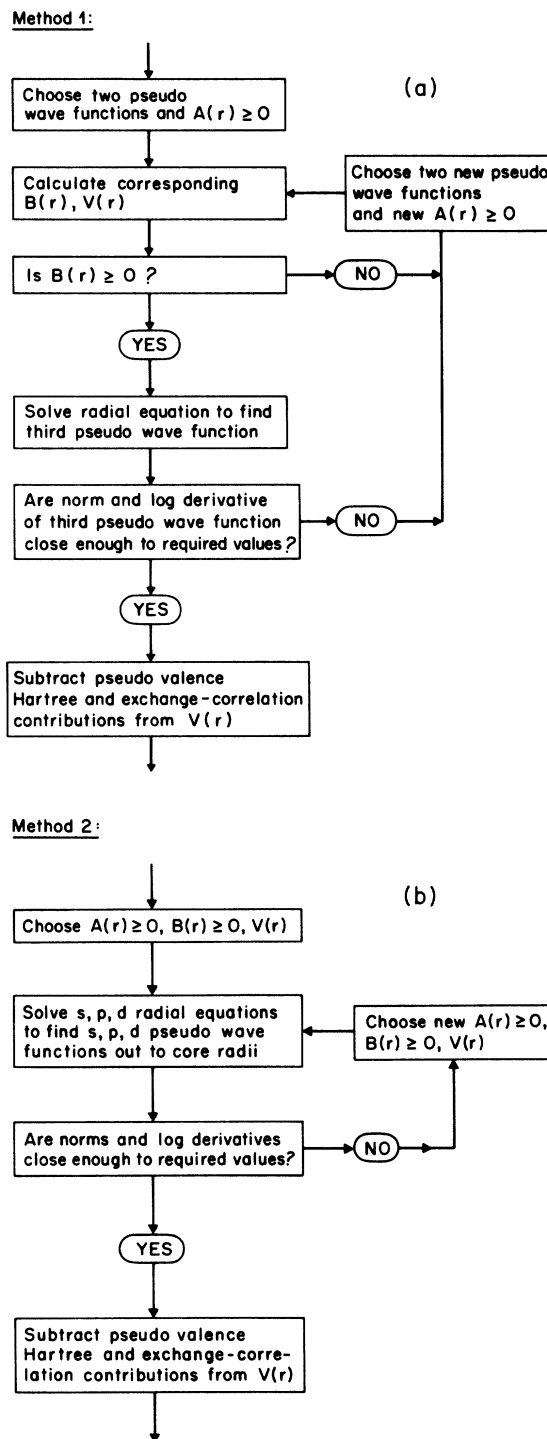 Method 1:
(a)
Choose two pseudo
wave functions and A(r) ≥ 0
Calculate corresponding
B(r), V(r)
Choose two new pseudo
wave functions
and new A(r) ≥ 0
Is B(r) ≥ 0 ?
NO
YES
Solve radial equation to find
third pseudo wave function
Are norm and log derivative
of third pseudo wave function
close enough to required values?
NO
YES
Subtract pseudo valence
Hartree and exchange-correlation
contributions from V(r)
Method 2:
(b)
Choose A(r) ≥ 0, B(r) ≥ 0, V(r)
Solve s, p, d radial equations
to find s, p, d pseudo wave
functions out to core radii
Choose new A(r) ≥ 0,
B(r) ≥ 0, V(r)
Are norms and log derivatives
close enough to required values?
NO
YES
Subtract pseudo valence
Hartree and exchange-corre-
lation contributions from V(r)